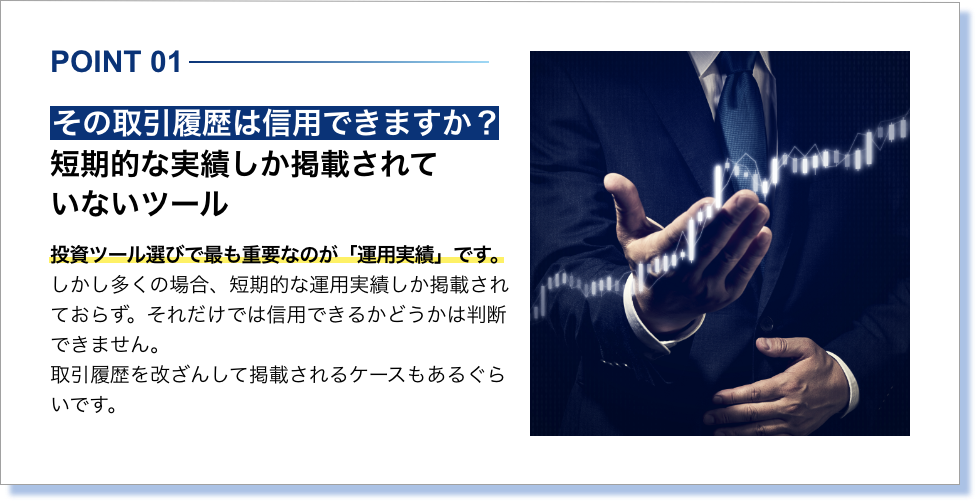 POINT 01
その取引履歴は信用できますか？
短期的な実績しか掲載されて
いないツール
投資ツール選びで最も重要なのが「運用実績」です。
しかし多くの場合、短期的な運用実績しか掲載され
ておらず。それだけでは信用できるかどうかは判断
できません。
取引履歴を改ざんして掲載されるケースもあるぐら
いです。